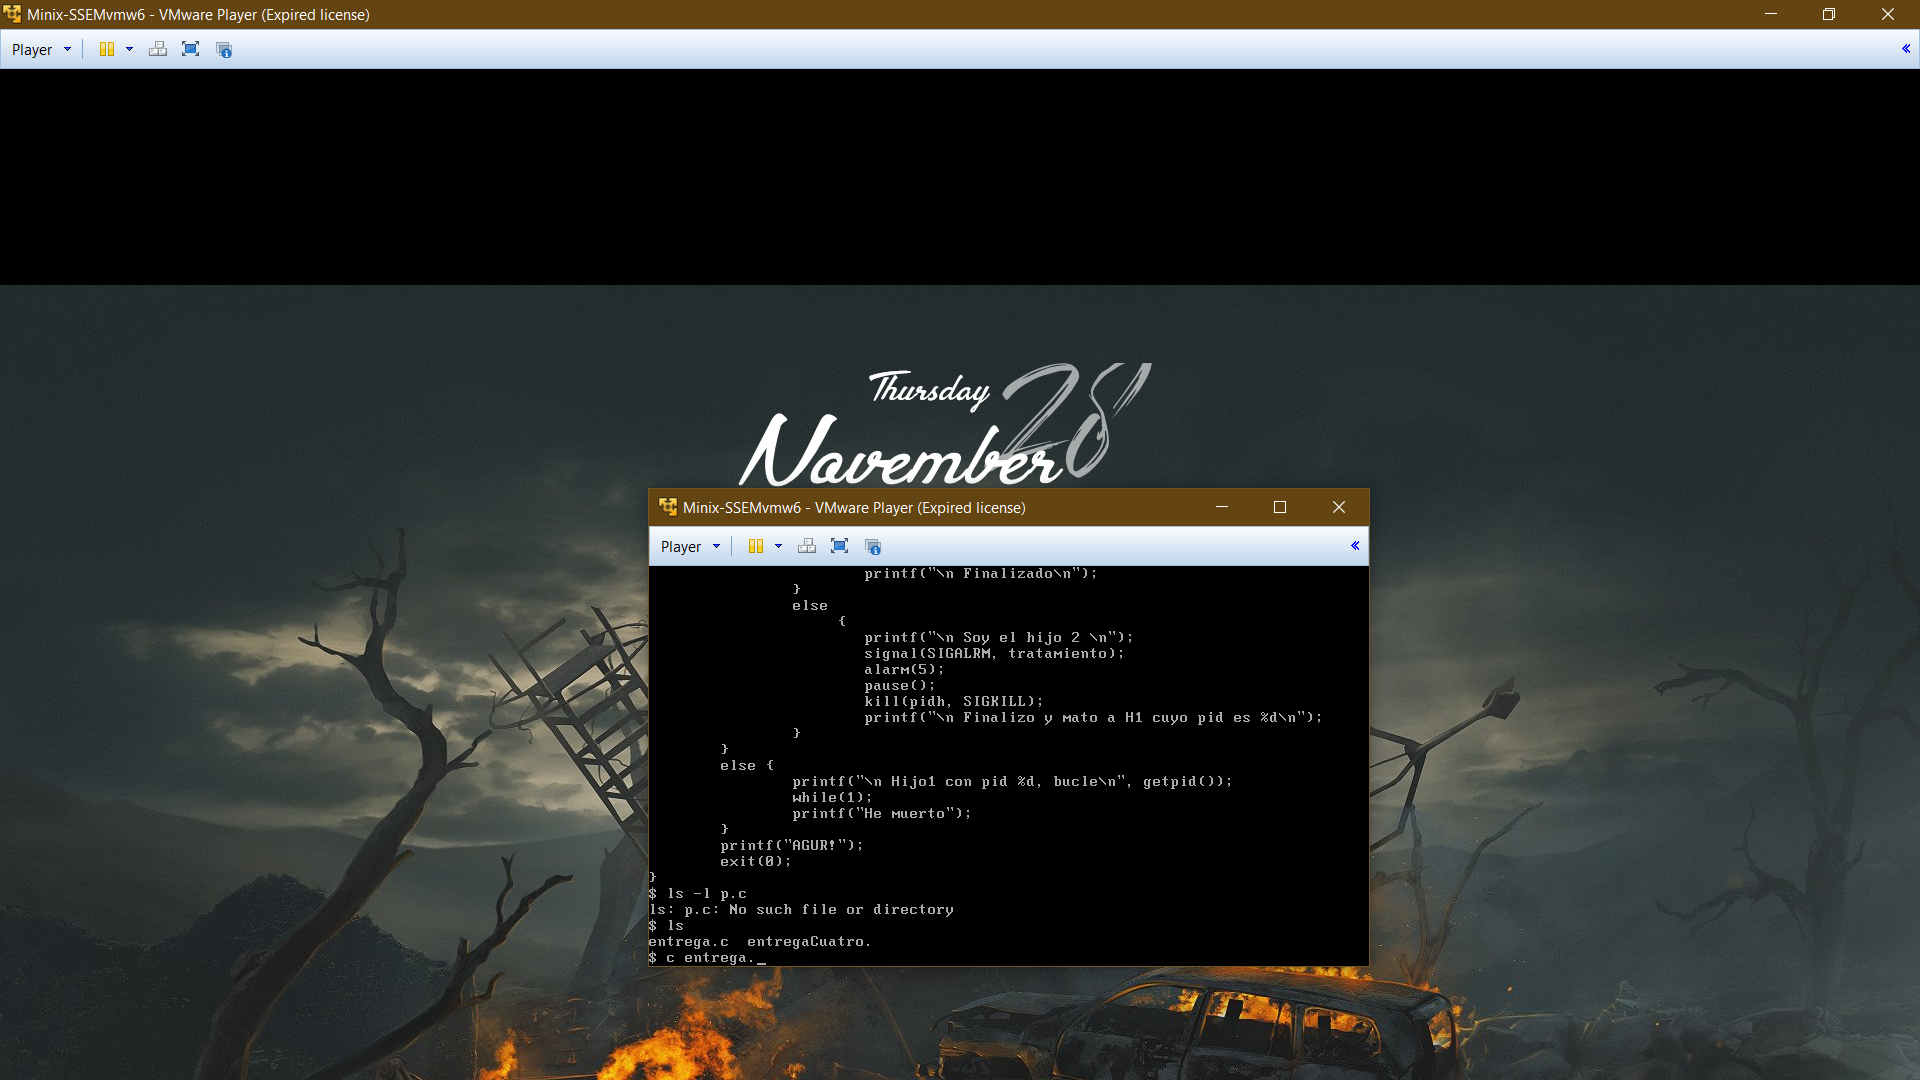 Minix-SSEMvmw6 - VMware Player (Expired license)
Player
Thursday 28
November
Minix-SSEMvmw6 - VMware Player (Expired license)
Player
printf("\n Finalizado\n");
}
else
{
printf("\n Soy el hijo 2 \n");
signal(SIGALRM, tratamiento);
alarm(5);
pause();
kill(pidh, SIGKILL);
printf("\n Finalizo y mato a H1 cuyo pid es %d\n");
}
}
else {
printf("\n Hijo1 con pid %d, bucle\n", getpid());
while(1);
printf("He muerto");
}
printf("AGUR!");
exit(0);
}
$ ls -l p.c
ls: p.c: No such file or directory
$ ls
entrega.c  entregaCuatro.
$ c entrega._